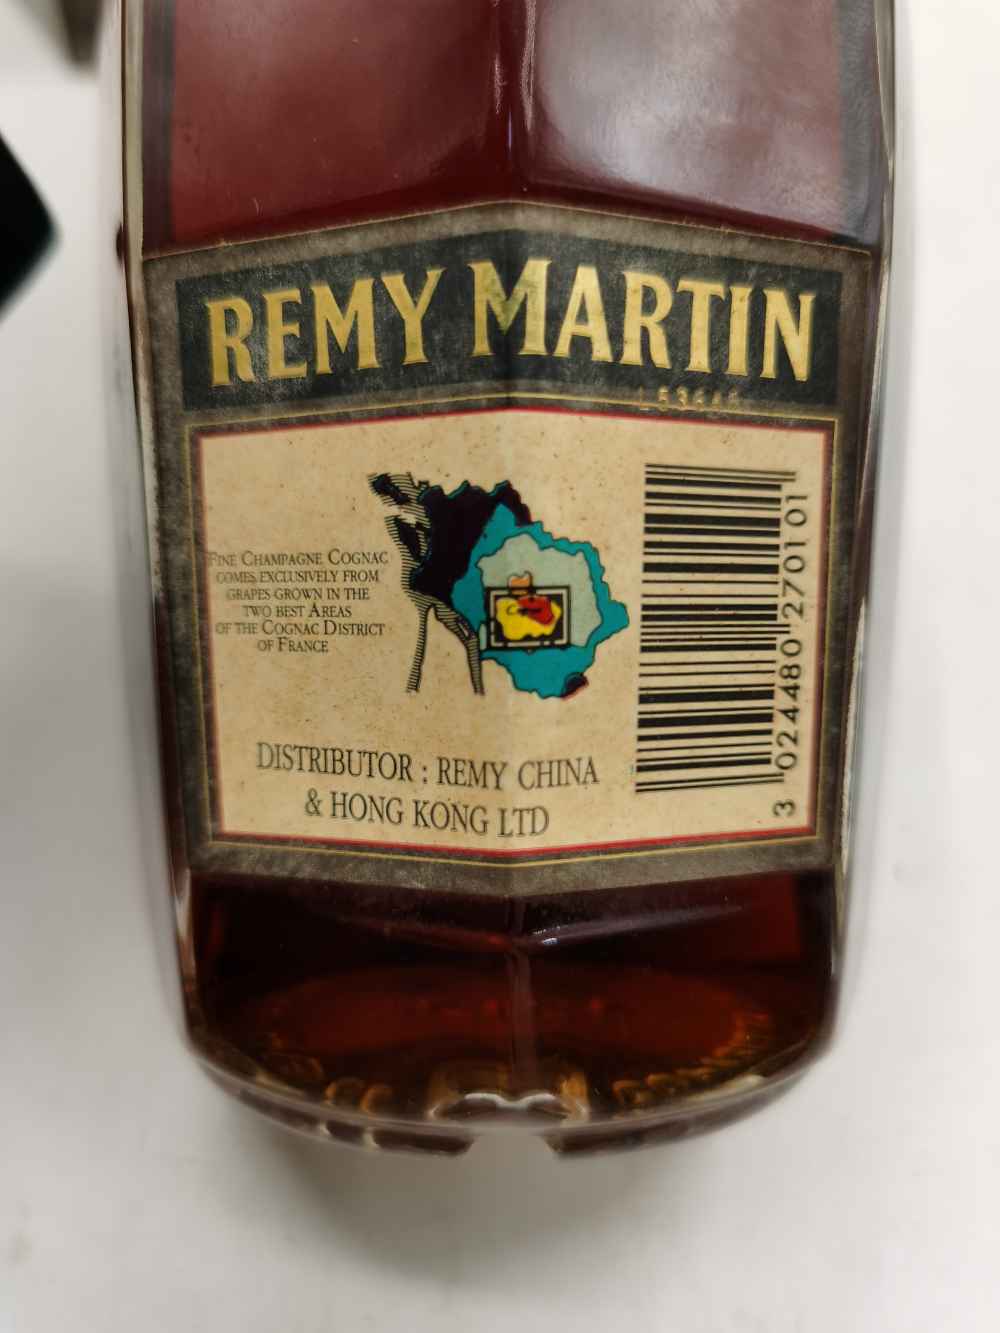 REMY MARTIN
FINE CHAMPAGNE COGNAC
COMES EXCLUSIVELY FROM
GRAPES GROWN IN THE
TWO BEST AREAS
OF THE COGNAC DISTRICT
OF FRANCE
DISTRIBUTOR : REMY CHINA
& HONG KONG LTD
3 024480 270101